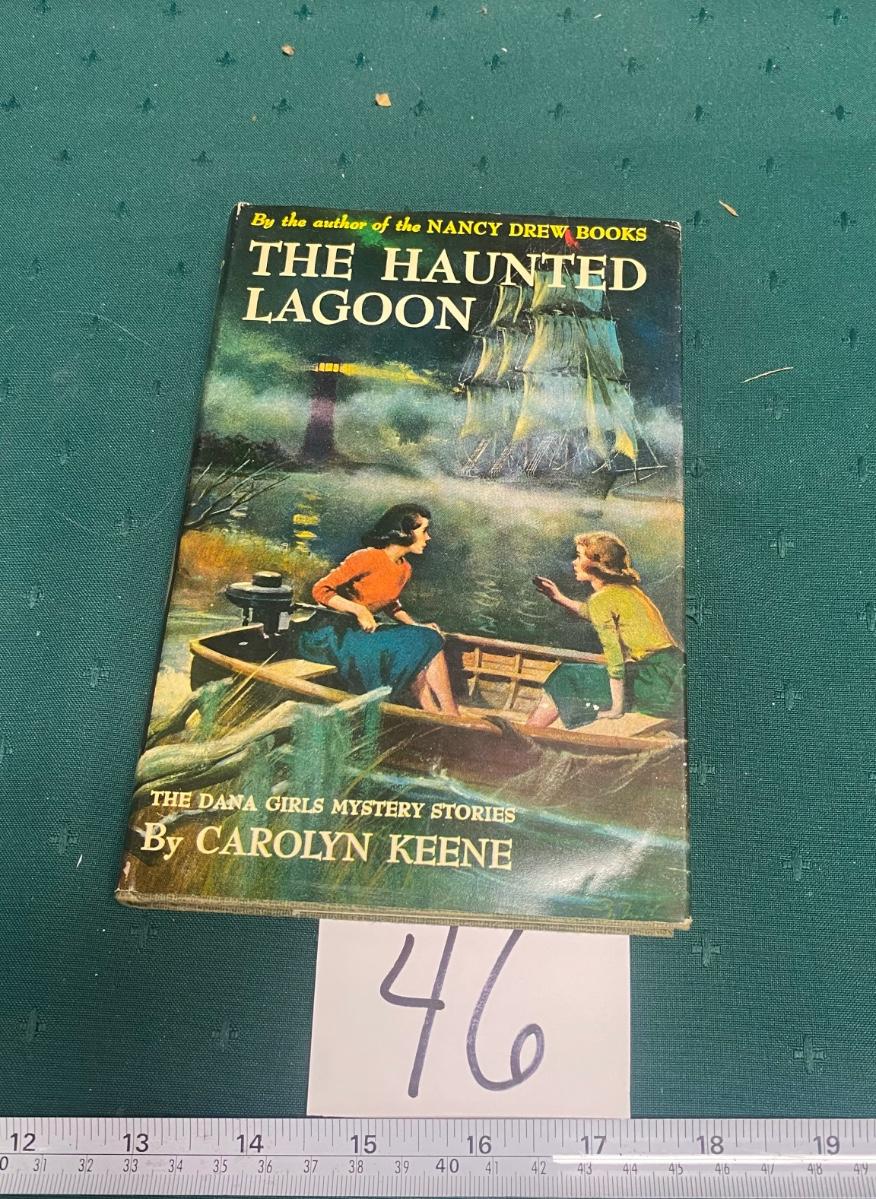 By the author of the NANCY DREW BOOKS
THE HAUNTED
LAGOON
THE DANA GIRLS MYSTERY STORIES
By CAROLYN KEENE
46
12 13 14 15 16 17 18 19
31 32 33 34 35 36 37 38 39 40 41 42 43 44 45 46 47 48 49